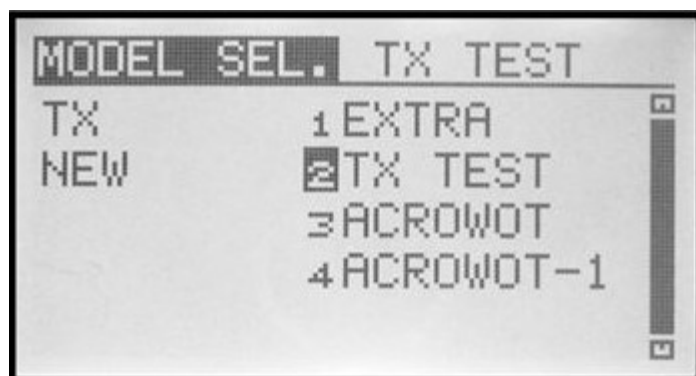 MODEL SEL. TX TEST
TX 1 EXTRA
NEW 2 TX TEST
3 ACROWOT
4 ACROWOT-1